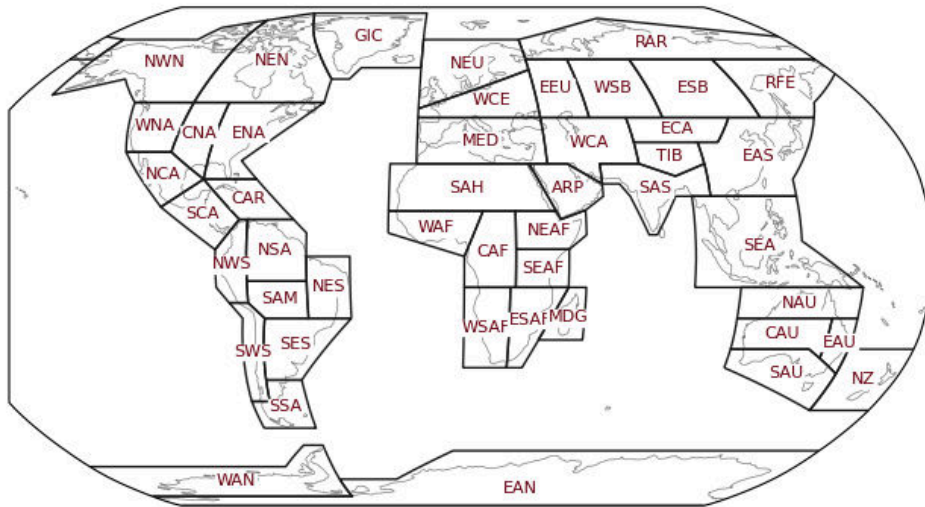 GIC
RAR
NWN
NEN
NEU
RFE
WCE
EEU
WSB
ESB
WNA
CNA
ENA
MED
WCA
ECA
TIB
EAS
NCA
SAH
ARP
SAS
SCA
CAR
WAF
NEAF
NWS
NSA
CAF
SEAF
SEA
NES
SAM
WSAF
ESAF
MDG
NAU
CAU
EAU
SWS
SES
SAU
NZ
SSA
WAN
EAN